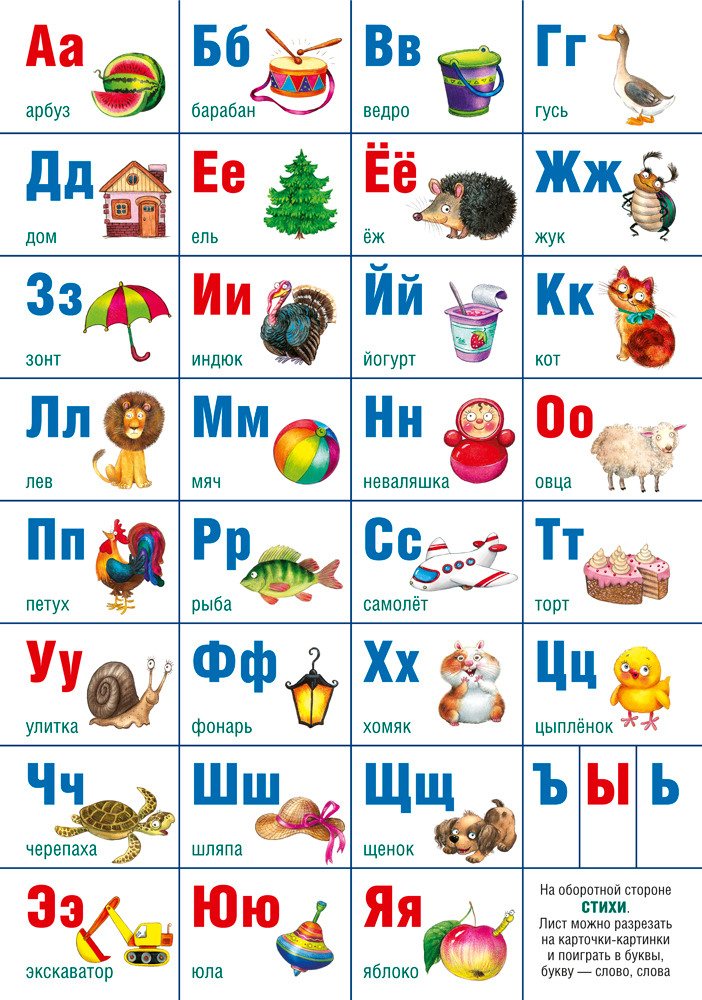 Аа
арбуз
Бб
барабан
Вв
ведро
Гг
гусь
Дд
дом
Ее
ель
Ёё
ёж
Жж
жук
Зз
зонт
Ии
индюк
Йй
йогурт
Кк
кот
Лл
лев
Мм
мяч
Нн
неваляшка
Оо
овца
Пп
петух
Рр
рыба
Сс
самолёт
Тт
торт
Уу
улитка
Фф
фонарь
Хх
хомяк
Цц
цыплёнок
Чч
черепаха
Шш
шляпа
Щщ
щенок
Ъ Ы Ь
Ээ
экскаватор
Юю
юла
Яя
яблоко
На оборотной стороне
СТИХИ.
Лист можно разрезать
на карточки-картинки
и поиграть в буквы,
букву — слово, слова